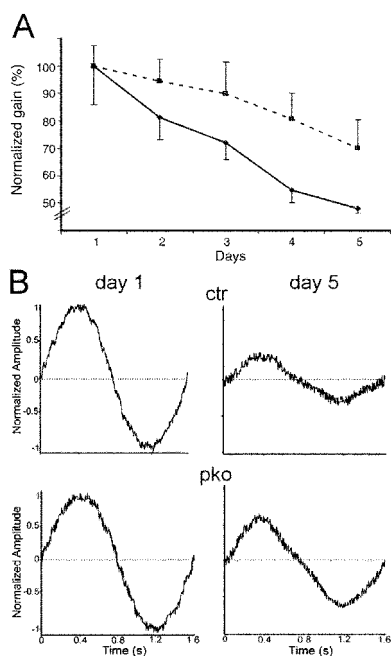 A
Normalized gain (%)
100
90
80
70
60
50
1 2 3 4 5
Days
B
day 1 day 5
ctr
Normalized Amplitude
1
0.5
0
-0.5
-1
pko
Normalized Amplitude
1
0.5
0
-0.5
-1
0 0.4 0.8 1.2 1.6
Time (s)
0 0.4 0.8 1.2 1.6
Time (s)